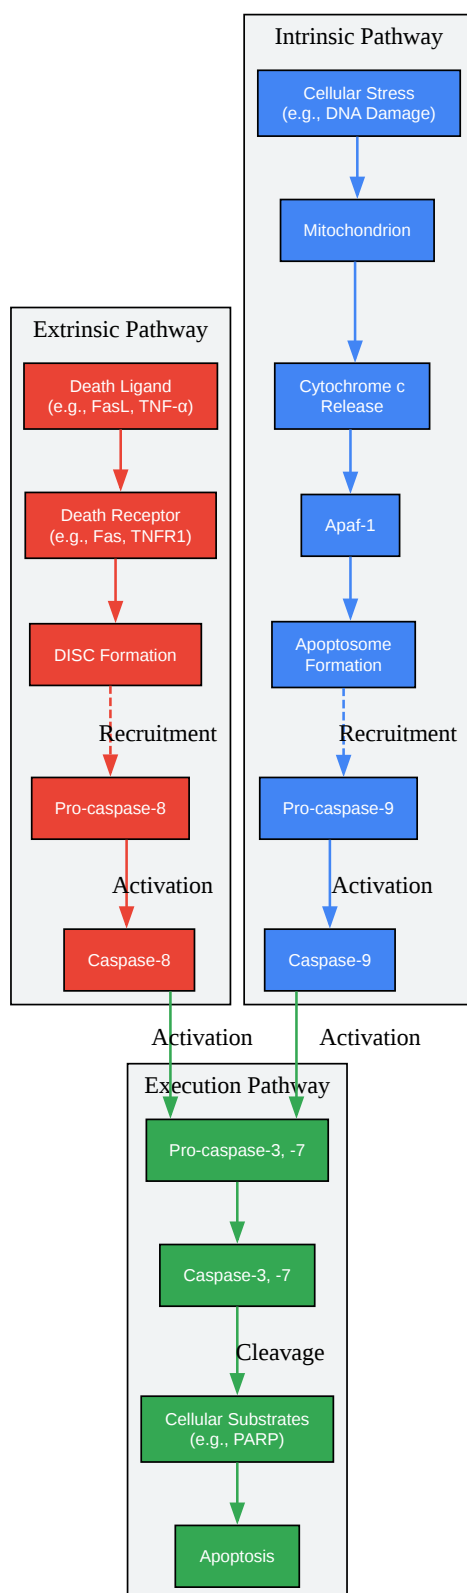 Intrinsic Pathway
Cellular Stress
(e.g., DNA Damage)
Mitochondrion
Cytochrome c
Release
Apaf-1
Apoptosome
Formation
Recruitment
Pro-caspase-9
Activation
Caspase-9
Activation
Extrinsic Pathway
Death Ligand
(e.g., FasL, TNF-α)
Death Receptor
(e.g., Fas, TNFR1)
DISC Formation
Recruitment
Pro-caspase-8
Activation
Caspase-8
Activation
Execution Pathway
Pro-caspase-3, -7
Caspase-3, -7
Cleavage
Cellular Substrates
(e.g., PARP)
Apoptosis